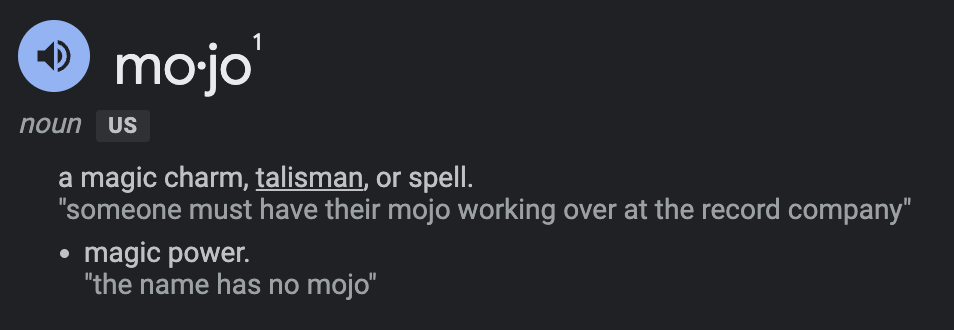 mo·jo¹
noun US
a magic charm, talisman, or spell.
"someone must have their mojo working over at the record company"
• magic power.
"the name has no mojo"